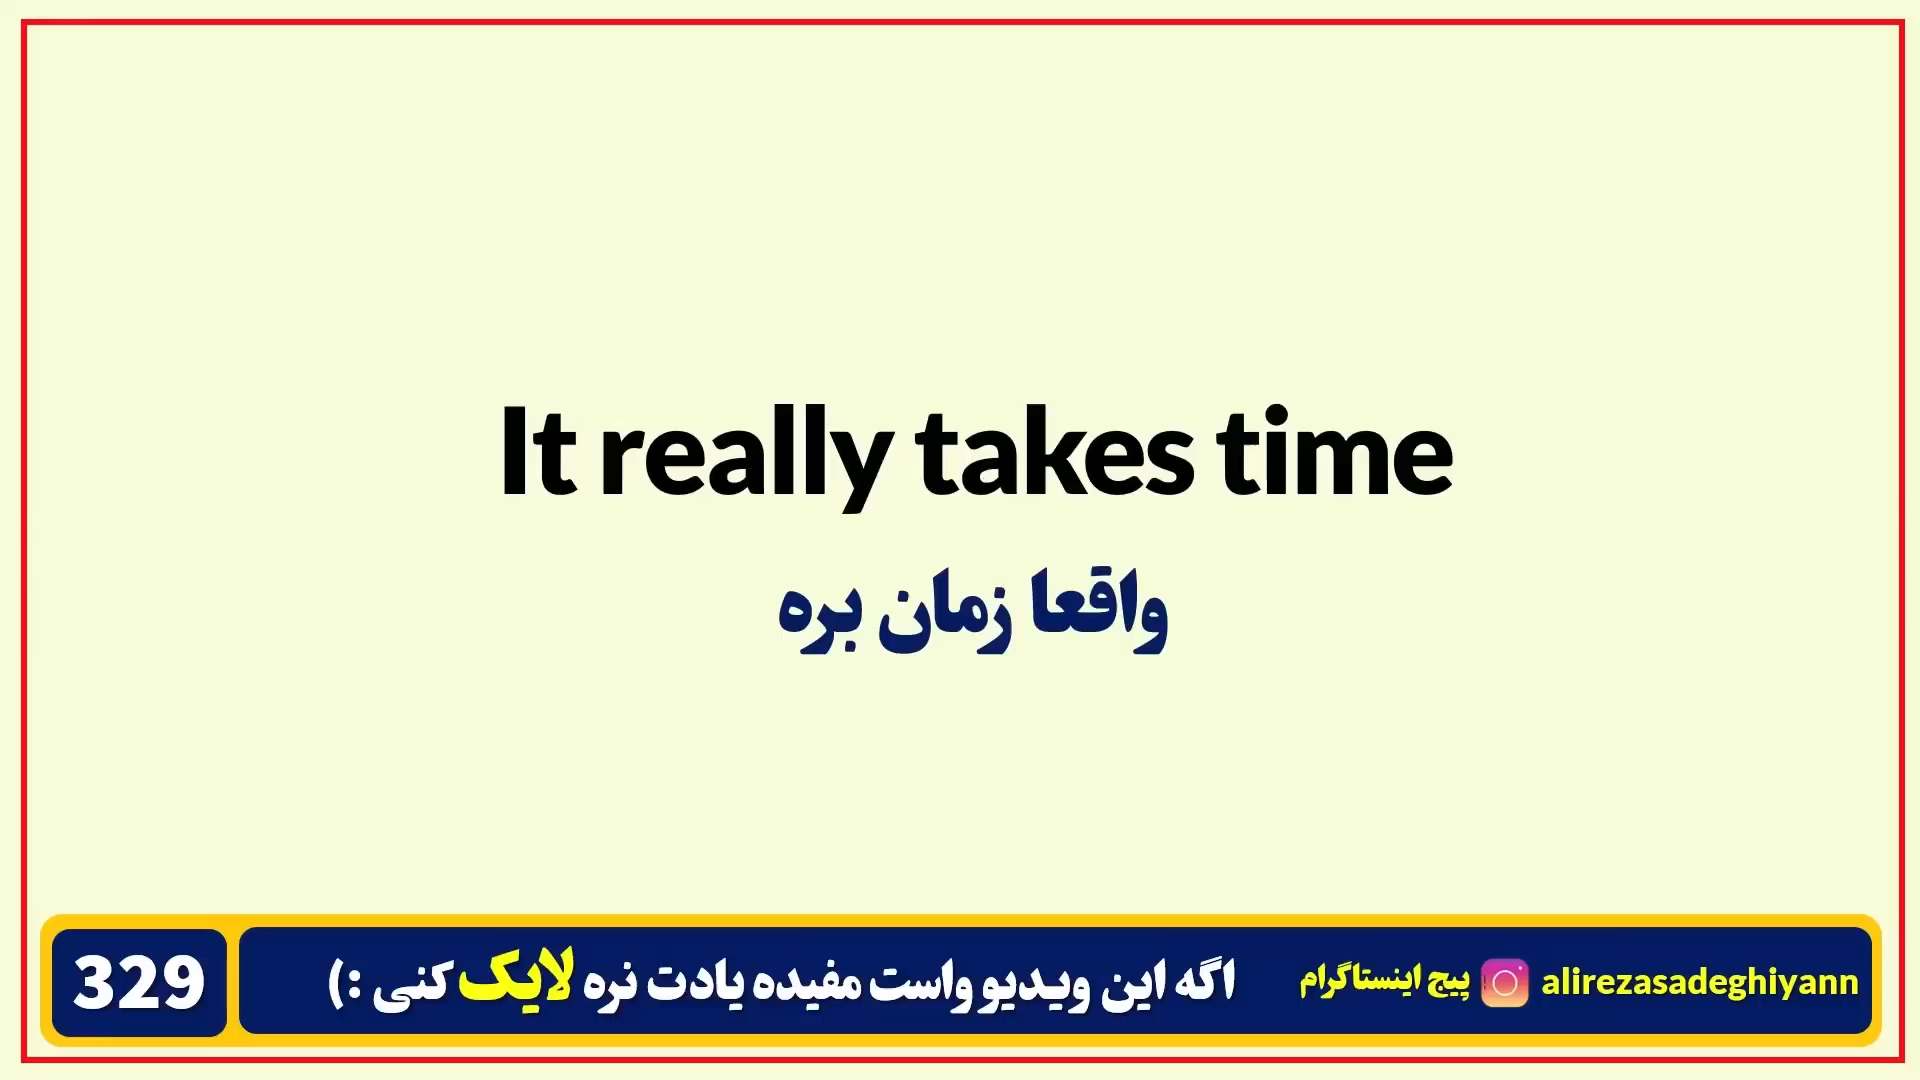 It really takes time
واقعا زمان بره
329
اگه این ویدیو واست مفیده یادت نره لایک کنی :)
پیج اینستاگرام
alirezasadeghiyann